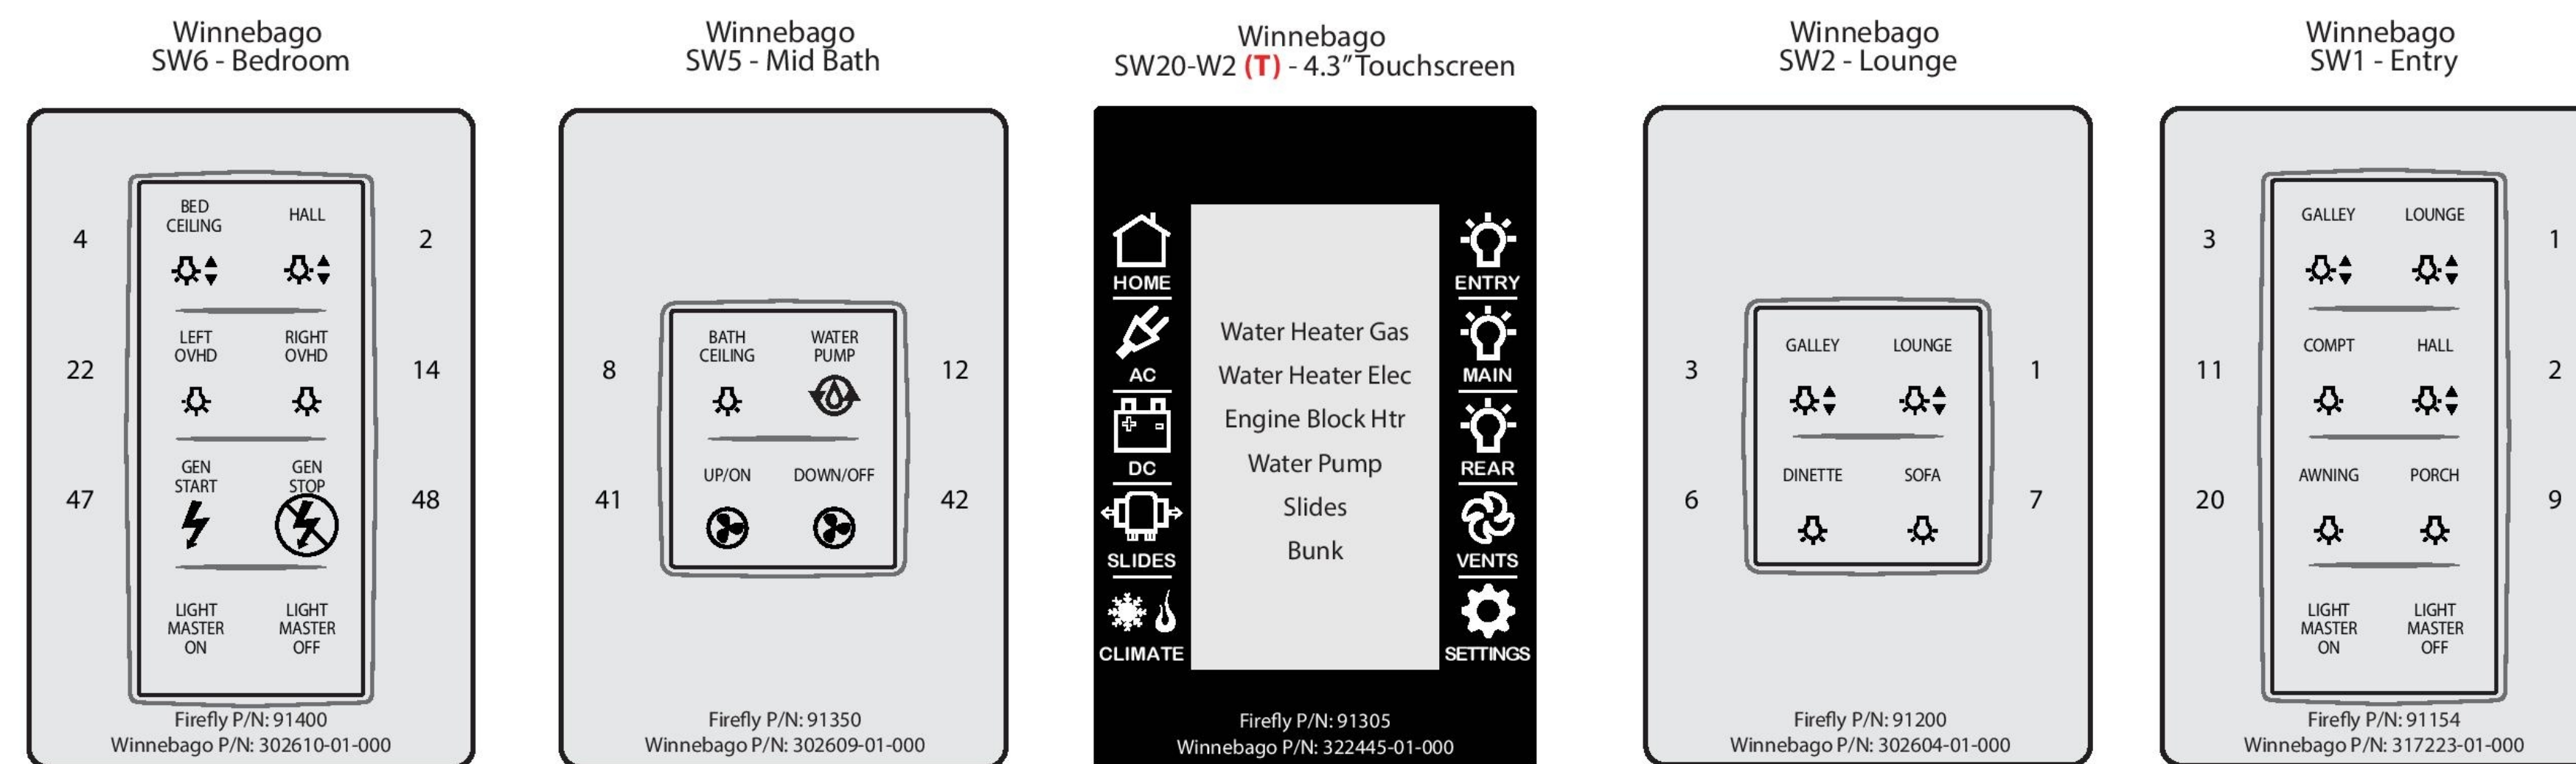 Winnebago
SW6 - Bedroom
4
BED
CEILING
HALL
2
22
LEFT
OVHD
RIGHT
OVHD
14
47
GEN
START
GEN
STOP
48
LIGHT
MASTER
ON
LIGHT
MASTER
OFF
Firefly P/N: 91400
Winnebago P/N: 302610-01-000
Winnebago
SW5 - Mid Bath
8
BATH
CEILING
WATER
PUMP
12
41
UP/ON
DOWN/OFF
42
Firefly P/N: 91350
Winnebago P/N: 302609-01-000
Winnebago
SW20-W2 (T) - 4.3" Touchscreen
HOME
AC
DC
SLIDES
CLIMATE
Water Heater Gas
Water Heater Elec
Engine Block Htr
Water Pump
Slides
Bunk
ENTRY
MAIN
REAR
VENTS
SETTINGS
Firefly P/N: 91305
Winnebago P/N: 322445-01-000
Winnebago
SW2 - Lounge
3
GALLEY
LOUNGE
1
6
DINETTE
SOFA
7
Firefly P/N: 91200
Winnebago P/N: 302604-01-000
Winnebago
SW1 - Entry
3
GALLEY
LOUNGE
1
11
COMPT
HALL
2
20
AWNING
PORCH
9
LIGHT
MASTER
ON
LIGHT
MASTER
OFF
Firefly P/N: 91154
Winnebago P/N: 317223-01-000